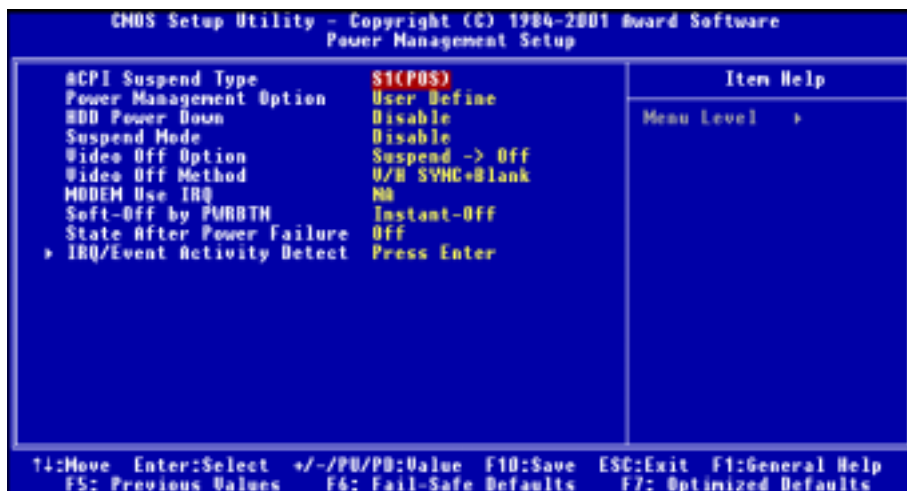 CMOS Setup Utility - Copyright (C) 1984-2001 Award Software
Power Management Setup
ACPI Suspend Type S1(POS)
Power Management Option User Define
HDD Power Down Disable
Suspend Mode Disable
Video Off Option Suspend -> Off
Video Off Method V/H SYNC+Blank
MODEM Use IRQ NA
Soft-Off by PWRBTN Instant-Off
State After Power Failure Off
▸ IRQ/Event Activity Detect Press Enter
Item Help
Menu Level ▸
↑↓:Move Enter:Select +/-/PU/PD:Value F10:Save ESC:Exit F1:General Help
F5: Previous Values F6: Fail-Safe Defaults F7: Optimized Defaults